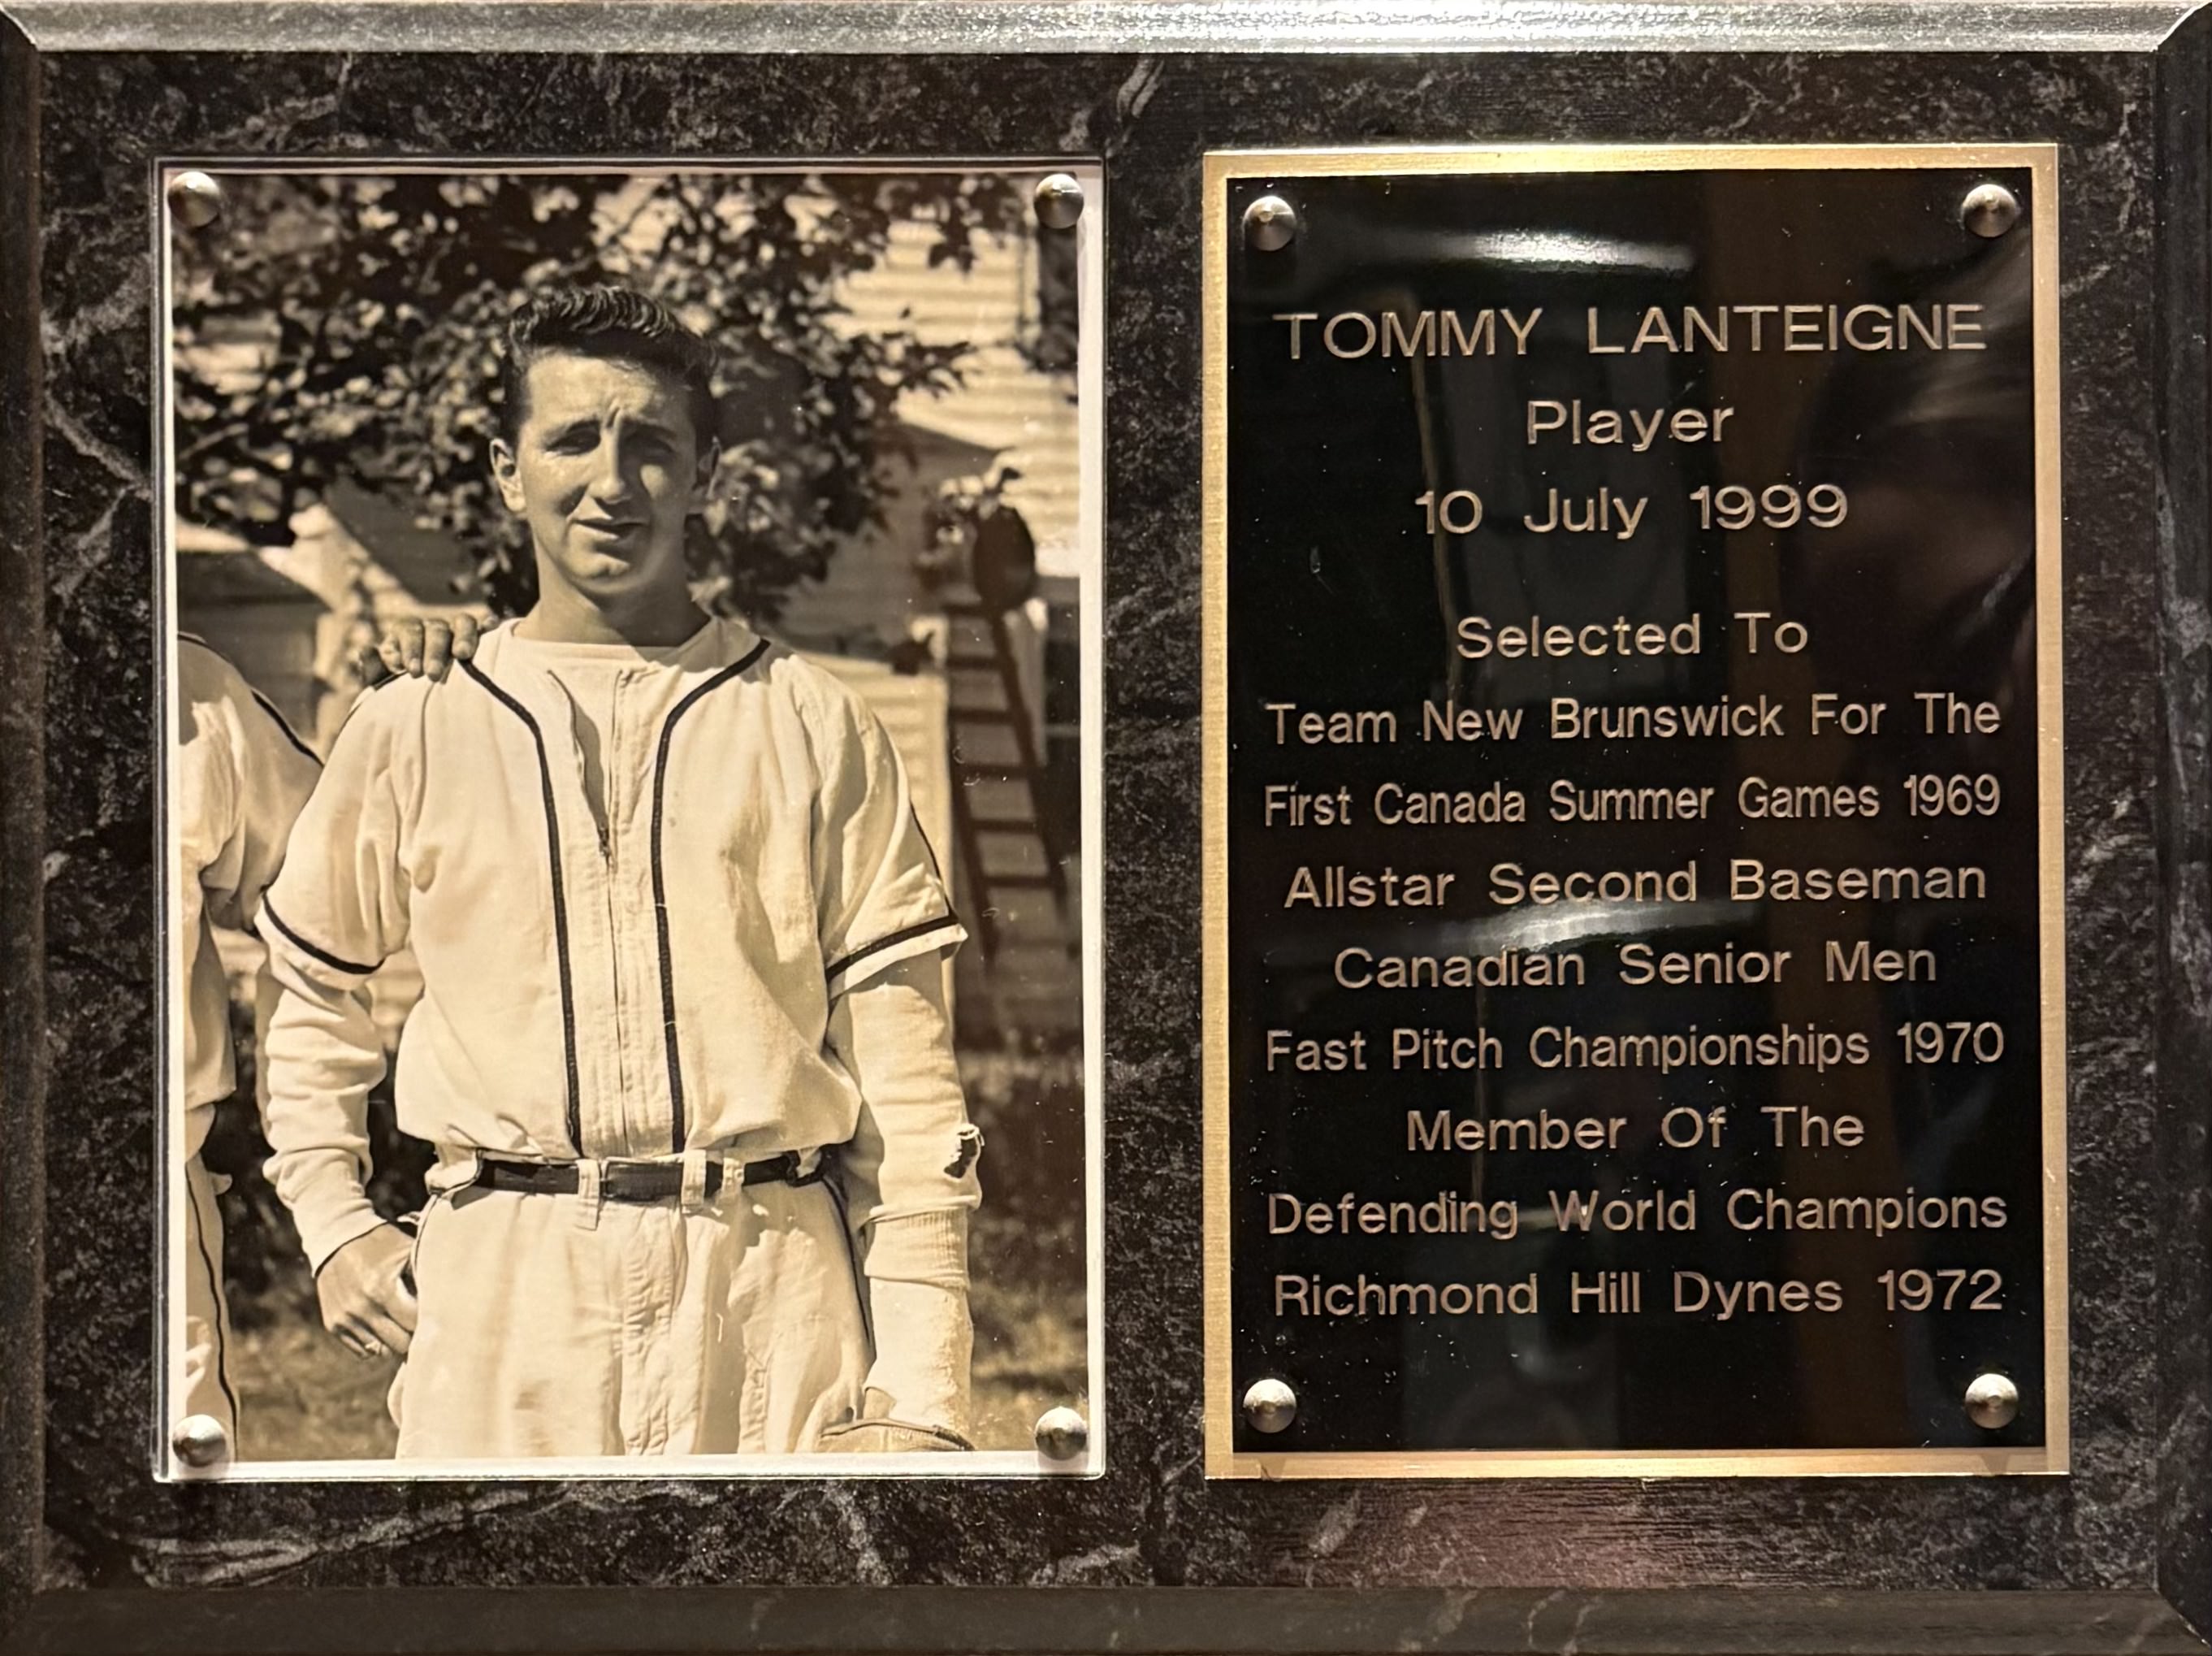 TOMMY LANTEIGNE
Player
10 July 1999
Selected To
Team New Brunswick For The
First Canada Summer Games 1969
Allstar Second Baseman
Canadian Senior Men
Fast Pitch Championships 1970
Member Of The
Defending World Champions
Richmond Hill Dynes 1972